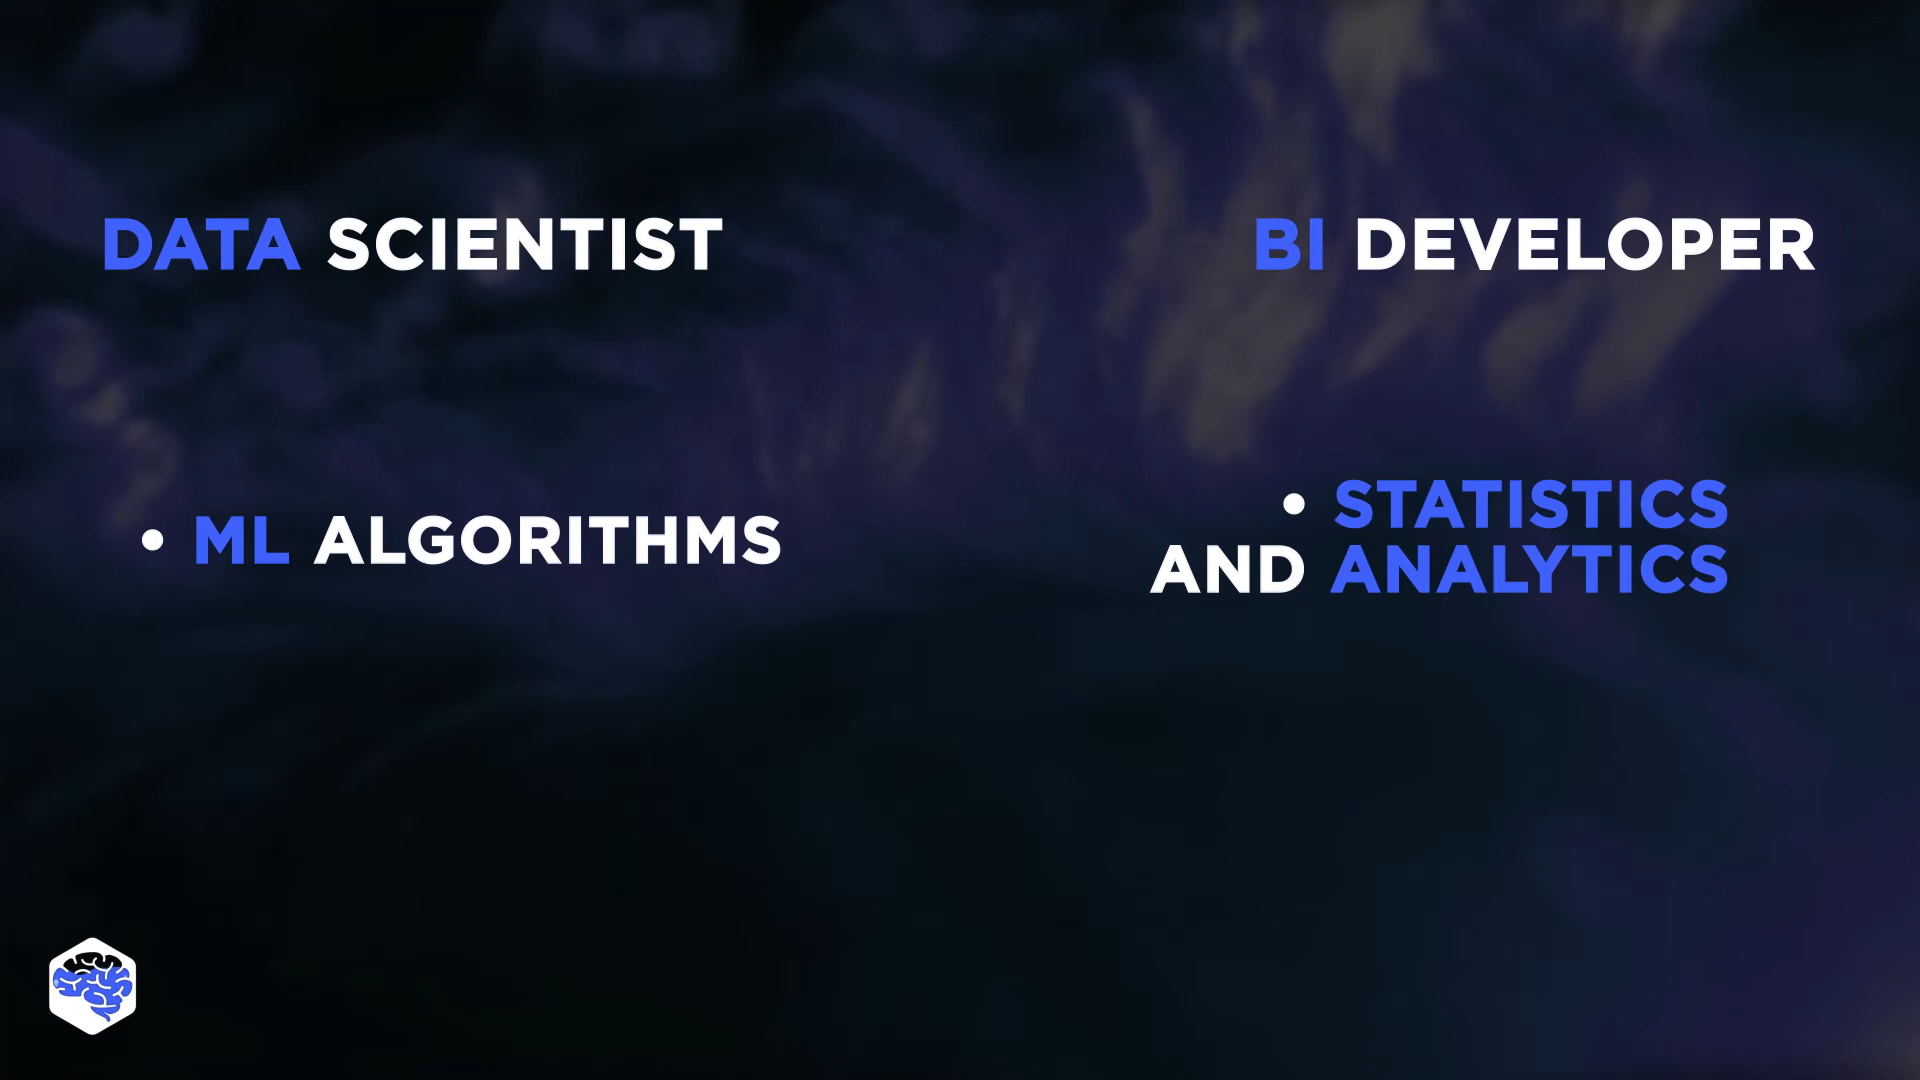 DATA SCIENTIST
BI DEVELOPER
• ML ALGORITHMS
• STATISTICS
AND ANALYTICS